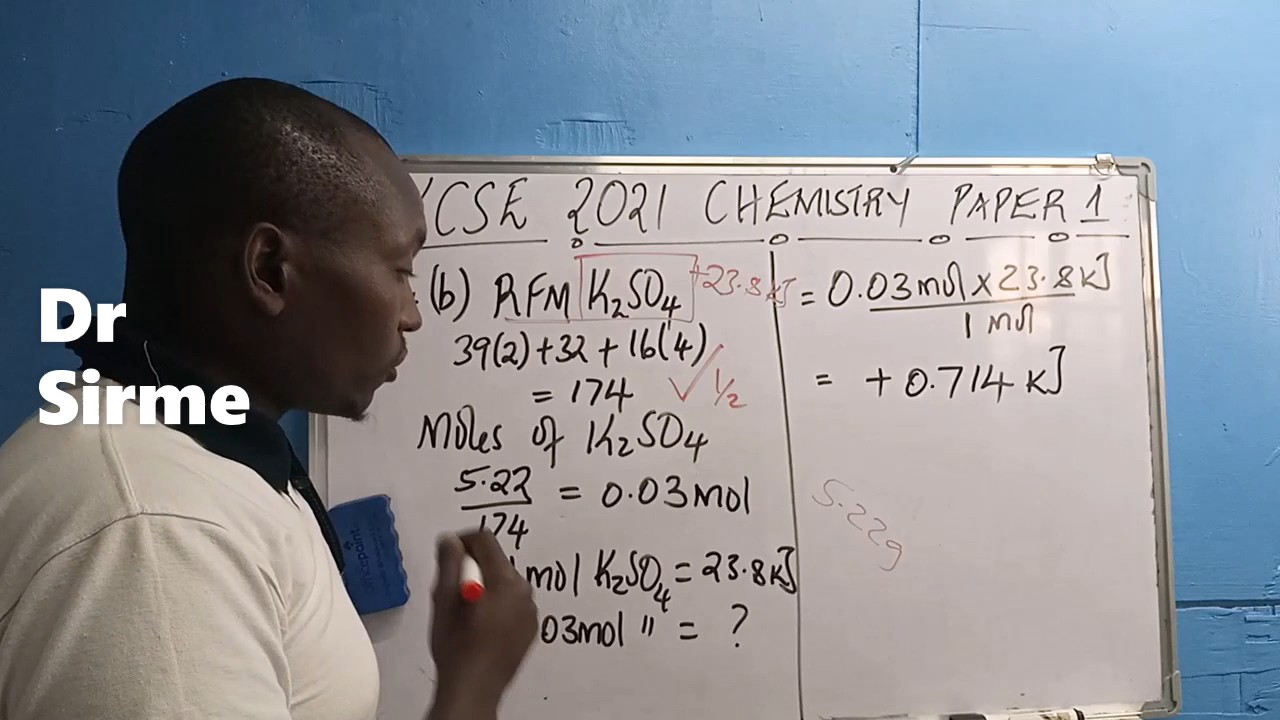 Dr
Sirme
CSE 2021 CHEMISTRY PAPER 1
(b) RFM K₂SO₄ +23.8kJ
39(2)+32+16(4)
= 174 ✓ ½
Moles of K₂SO₄
5.22
174
= 0.03mol
mol K₂SO₄ = 23.8kJ
03mol " = ?
= 0.03mol x 23.8kJ
1 mol
= + 0.714 kJ
5.22g